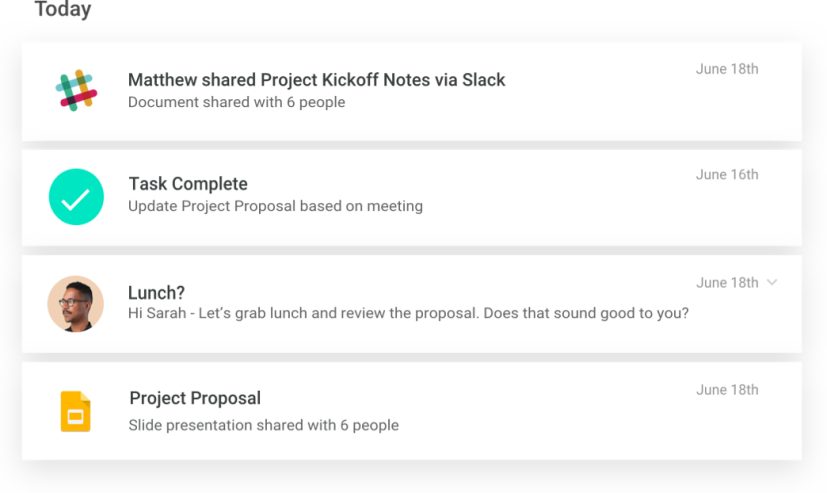 Today
Matthew shared Project Kickoff Notes via Slack
June 18th
Document shared with 6 people
Task Complete
June 16th
Update Project Proposal based on meeting
Lunch?
June 18th
Hi Sarah - Let’s grab lunch and review the proposal. Does that sound good to you?
Project Proposal
June 18th
Slide presentation shared with 6 people